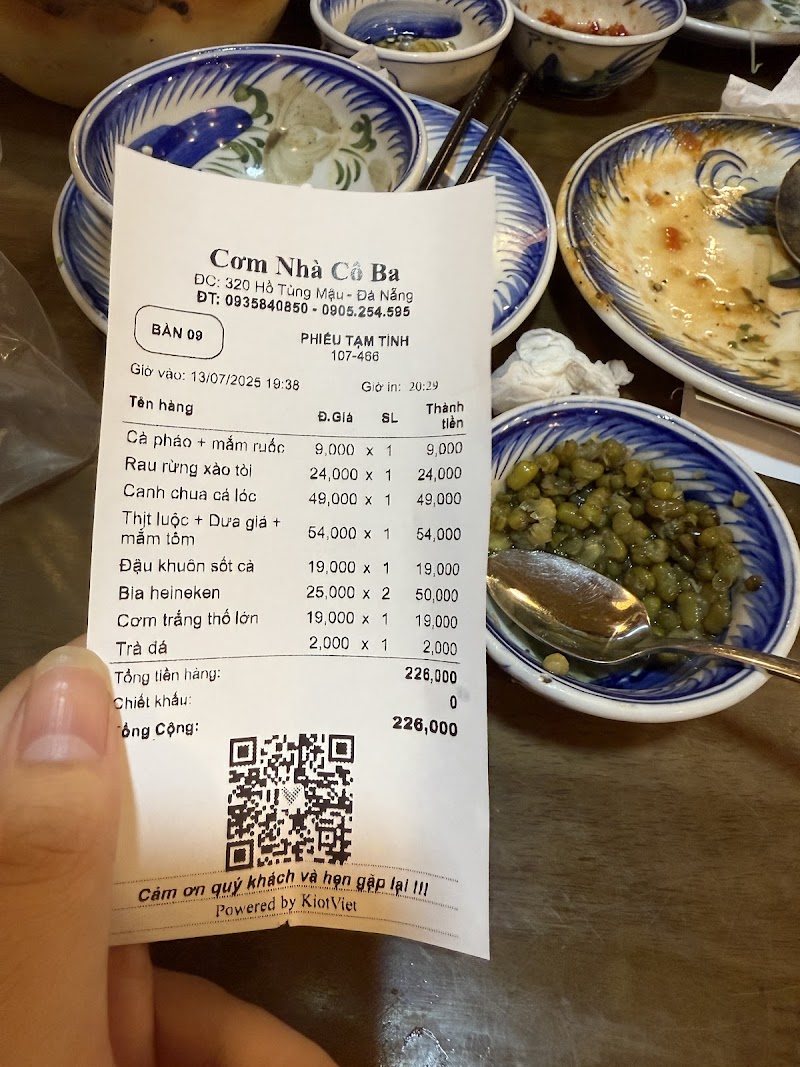 Cơm Nhà Cô Ba
ĐC: 320 Hồ Tùng Mậu - Đà Nẵng
ĐT: 0935840850 - 0905.254.595
BÀN 09
PHIẾU TẠM TÍNH
107-466
Giờ vào: 13/07/2025 19:38 Giờ in: 20:29
Tên hàng Đ.Giá SL Thành tiền
Cà pháo + mắm ruốc 9,000 x 1 9,000
Rau rừng xào tỏi 24,000 x 1 24,000
Canh chua cá lóc 49,000 x 1 49,000
Thịt luộc + Dưa giá +
mắm tôm 54,000 x 1 54,000
Đậu khuôn sốt cà 19,000 x 1 19,000
Bia heineken 25,000 x 2 50,000
Cơm trắng thố lớn 19,000 x 1 19,000
Trà đá 2,000 x 1 2,000
Tổng tiền hàng: 226,000
Chiết khấu: 0
Tổng Cộng: 226,000
Cảm ơn quý khách và hẹn gặp lại !!!
Powered by KiotViet